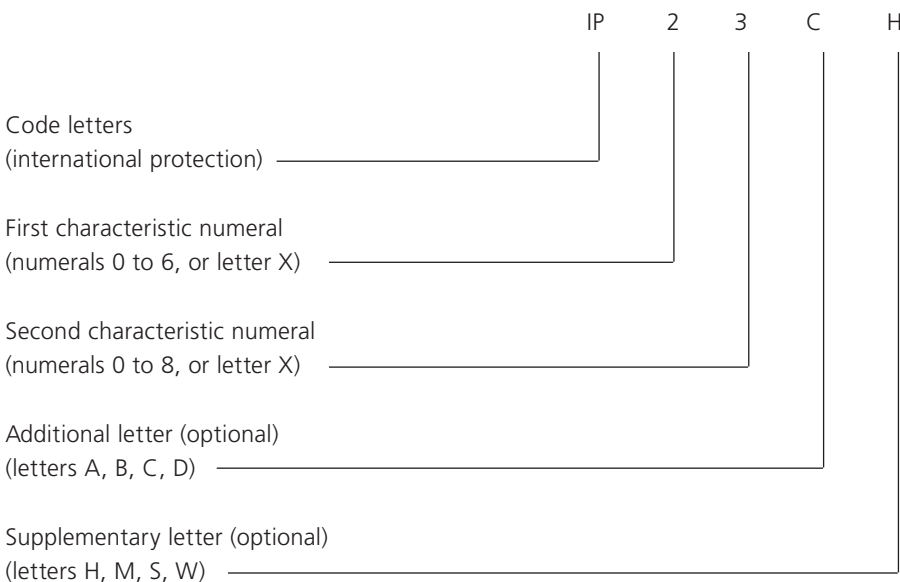 IP 2 3 C H
Code letters
(international protection)
First characteristic numeral
(numerals 0 to 6, or letter X)
Second characteristic numeral
(numerals 0 to 8, or letter X)
Additional letter (optional)
(letters A, B, C, D)
Supplementary letter (optional)
(letters H, M, S, W)